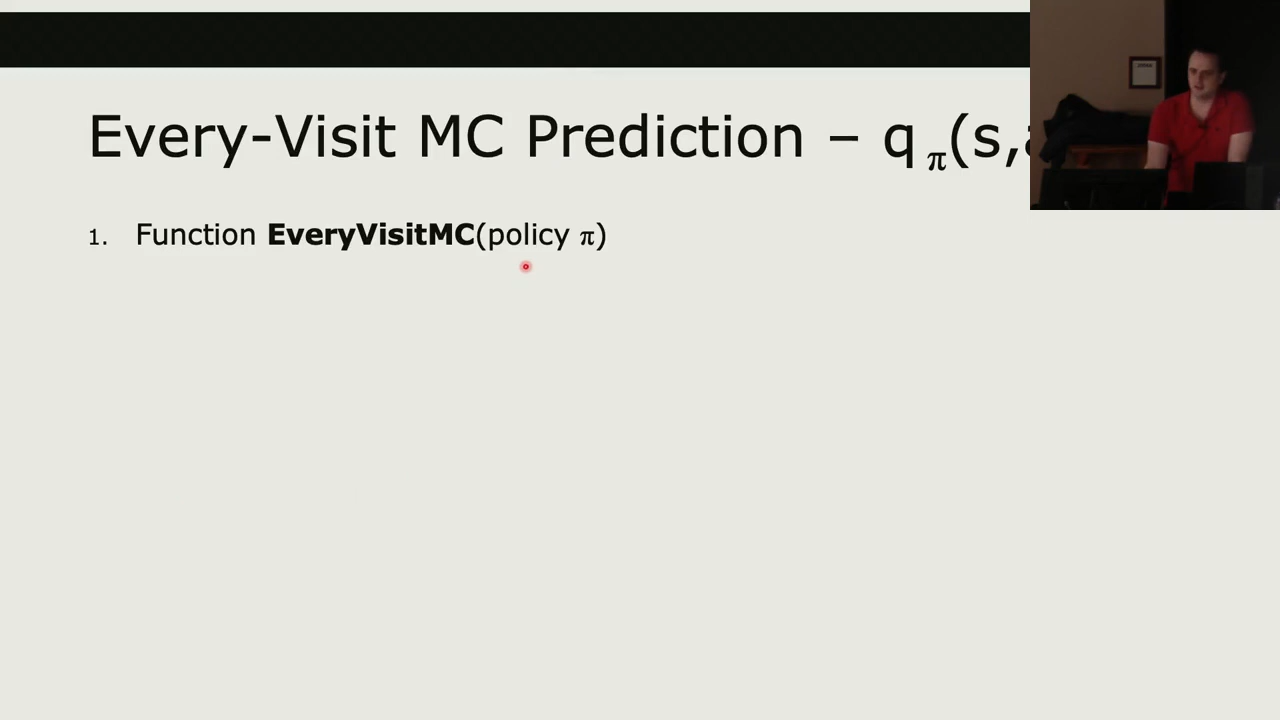 Every-Visit MC Prediction – q π(s,
1. Function EveryVisitMC(policy π)